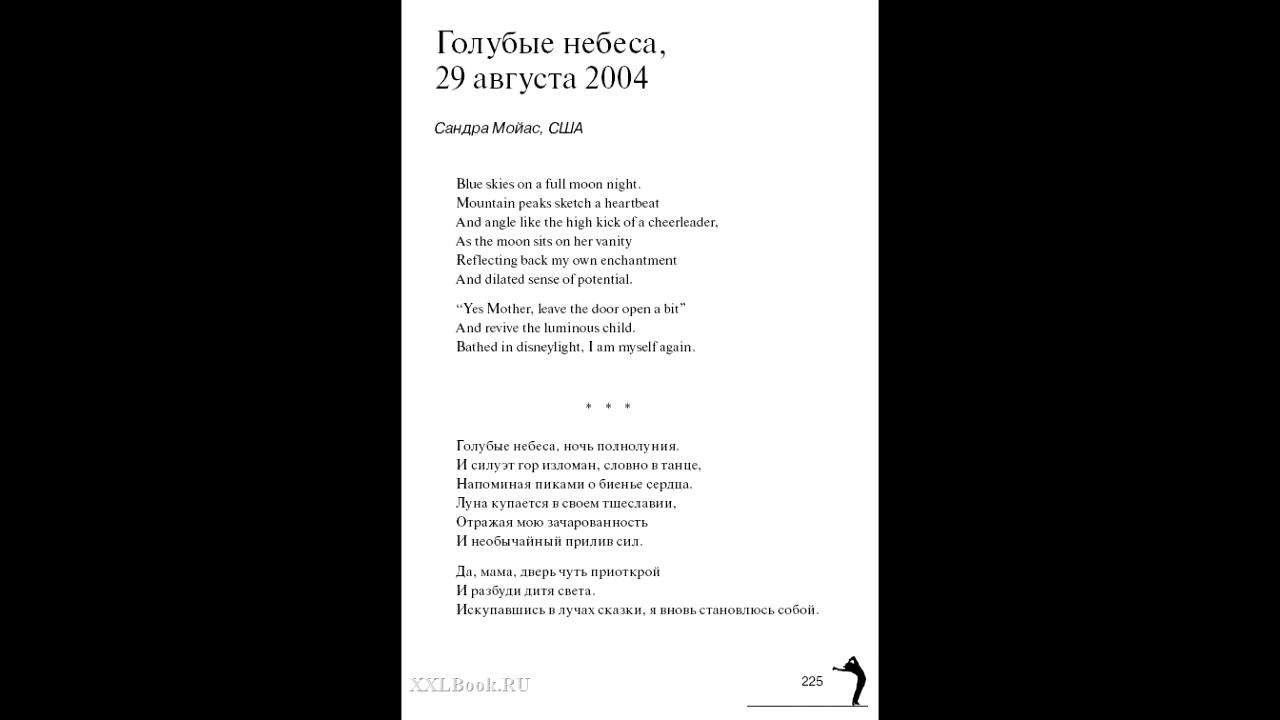 Голубые небеса,
29 августа 2004
Сандра Мойас, США
Blue skies on a full moon night.
Mountain peaks sketch a heartbeat
And angle like the high kick of a cheerleader,
As the moon sits on her vanity
Reflecting back my own enchantment
And dilated sense of potential.
“Yes Mother, leave the door open a bit”
And revive the luminous child.
Bathed in disneylight, I am myself again.
* * *
Голубые небеса, ночь полнолуния.
И силуэт гор изломан, словно в танце,
Напоминая пиками о биенье сердца.
Луна купается в своем тщеславии,
Отражая мою зачарованность
И необычайный прилив сил.
Да, мама, дверь чуть приоткрой
И разбуди дитя света.
Искупавшись в лучах сказки, я вновь становлюсь собой.
XXLBook.RU
225